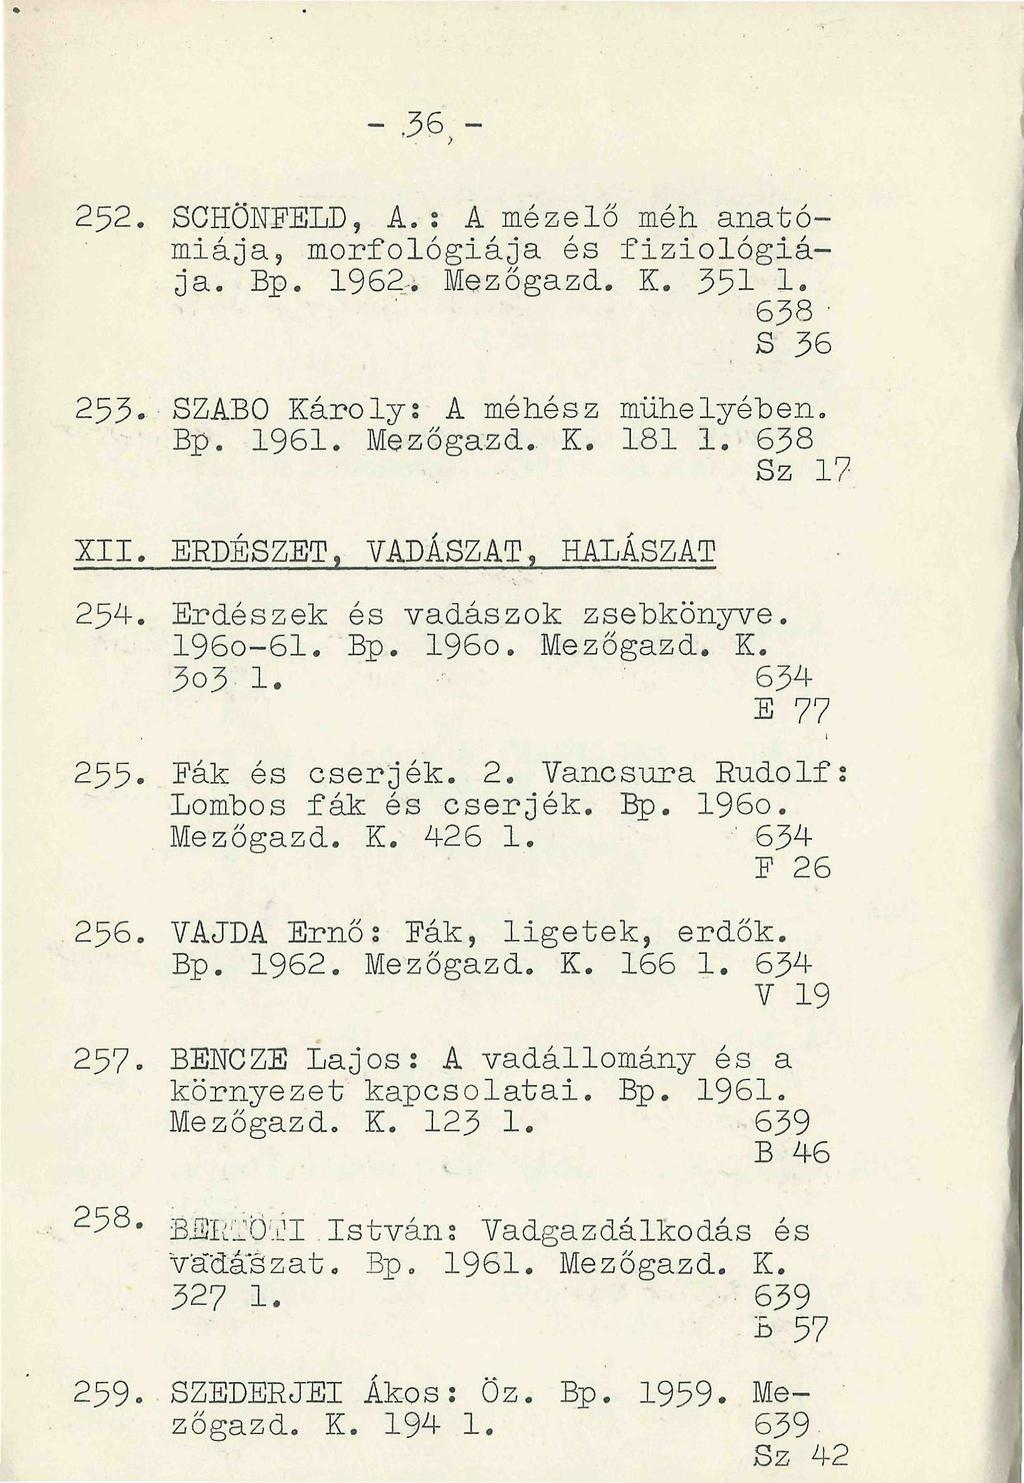 - 36 -
252. SCHÖNFELD, A.: A mézelő méh anató-
miája, morfológiája és fiziológiá-
ja. Bp. 1962. Mezőgazd. K. 351 l.
638
S 36
253. SZABO Károly: A méhész mühelyében.
Bp. 1961. Mezőgazd. K. 181 l. 638
Sz 17
XII. ERDÉSZET, VADÁSZAT, HALÁSZAT
254. Erdészek és vadászok zsebkönyve.
196o-61. Bp. 196o. Mezőgazd. K.
3o3 l. 634
E 77
255. Fák és cserjék. 2. Vancsura Rudolf:
Lombos fák és cserjék. Bp. 196o.
Mezőgazd. K. 426 l. 634
F 26
256. VAJDA Ernő: Fák, ligetek, erdők.
Bp. 1962. Mezőgazd. K. 166 l. 634
V 19
257. BENCZE Lajos: A vadállomány és a
környezet kapcsolatai. Bp. 1961.
Mezőgazd. K. 123 l. 639
B 46
258. BERTÓTI István: Vadgazdálkodás és
vadászat. Bp. 1961. Mezőgazd. K.
327 l. 639
B 57
259. SZEDERJEI Ákos: Öz. Bp. 1959. Me-
zőgazd. K. 194 l. 639
Sz 42